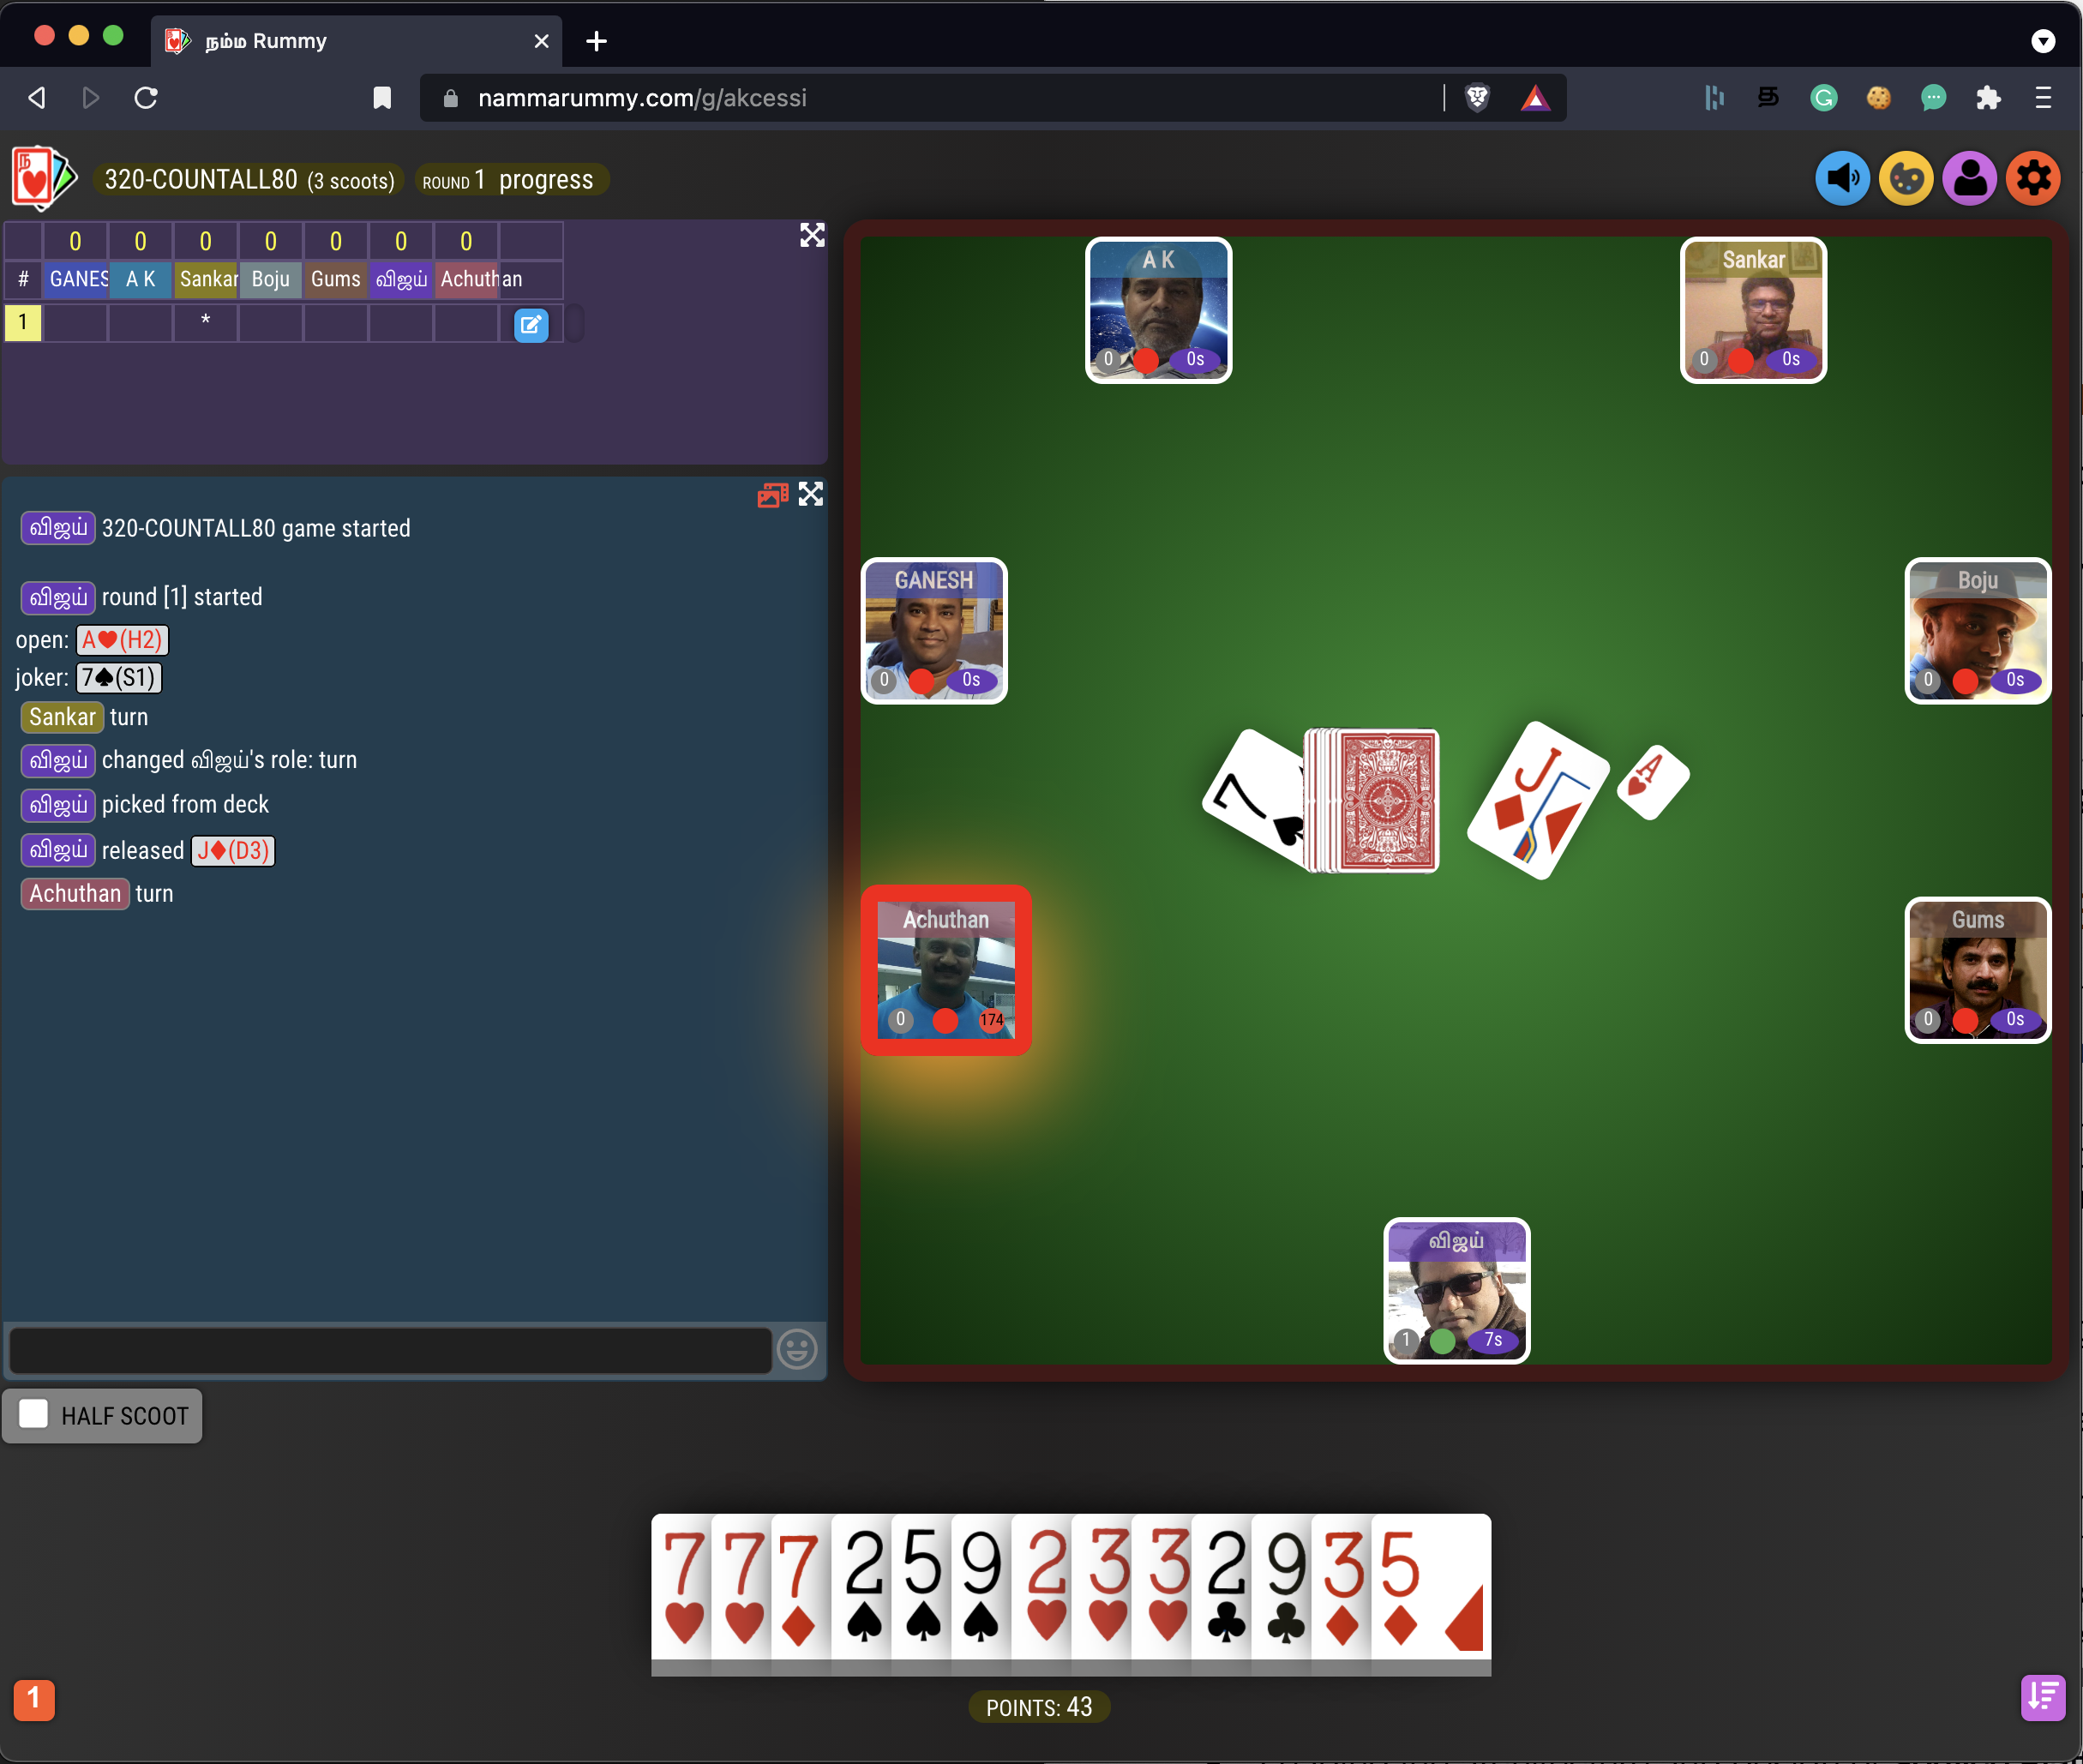 நம்ம Rummy
nammarummy.com/g/akcessi
320-COUNTALL80 (3 scoots) ROUND 1 progress
0 0 0 0 0 0 0
# GANES A K Sankar Boju Gums விஜய் Achuthan
1 *
விஜய் 320-COUNTALL80 game started
விஜய் round [1] started
open: A♥(H2)
joker: 7♠(S1)
Sankar turn
விஜய் changed விஜய்'s role: turn
விஜய் picked from deck
விஜய் released J♦(D3)
Achuthan turn
A K
0 0s
Sankar
0 0s
GANESH
0 0s
Boju
0 0s
7♠ J♦ A♥
Achuthan
0 174
Gums
0 0s
விஜய்
1 7s
HALF SCOOT
7♥ 7♥ 7♦ 2♠ 5♠ 9♠ 2♥ 3♥ 3♥ 2♣ 9♣ 3♦ 5♦
1
POINTS: 43